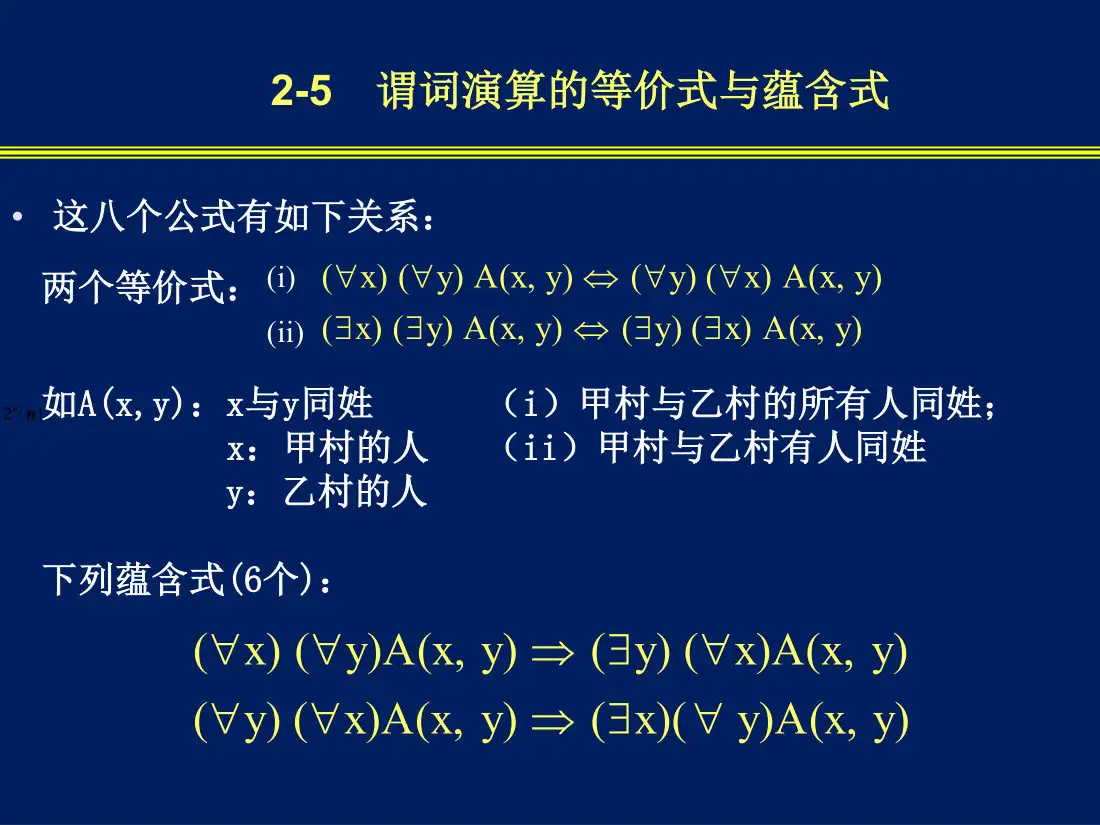 2-5 谓词演算的等价式与蕴含式
• 这八个公式有如下关系：
两个等价式： (i) (∀x) (∀y) A(x, y) ⇔ (∀y) (∀x) A(x, y)
(ii) (∃x) (∃y) A(x, y) ⇔ (∃y) (∃x) A(x, y)
如A(x,y)：x与y同姓 （i）甲村与乙村的所有人同姓；
x：甲村的人 （ii）甲村与乙村有人同姓
y：乙村的人
下列蕴含式(6个)：
(∀x) (∀y)A(x, y) ⇒ (∃y) (∀x)A(x, y)
(∀y) (∀x)A(x, y) ⇒ (∃x)(∀ y)A(x, y)